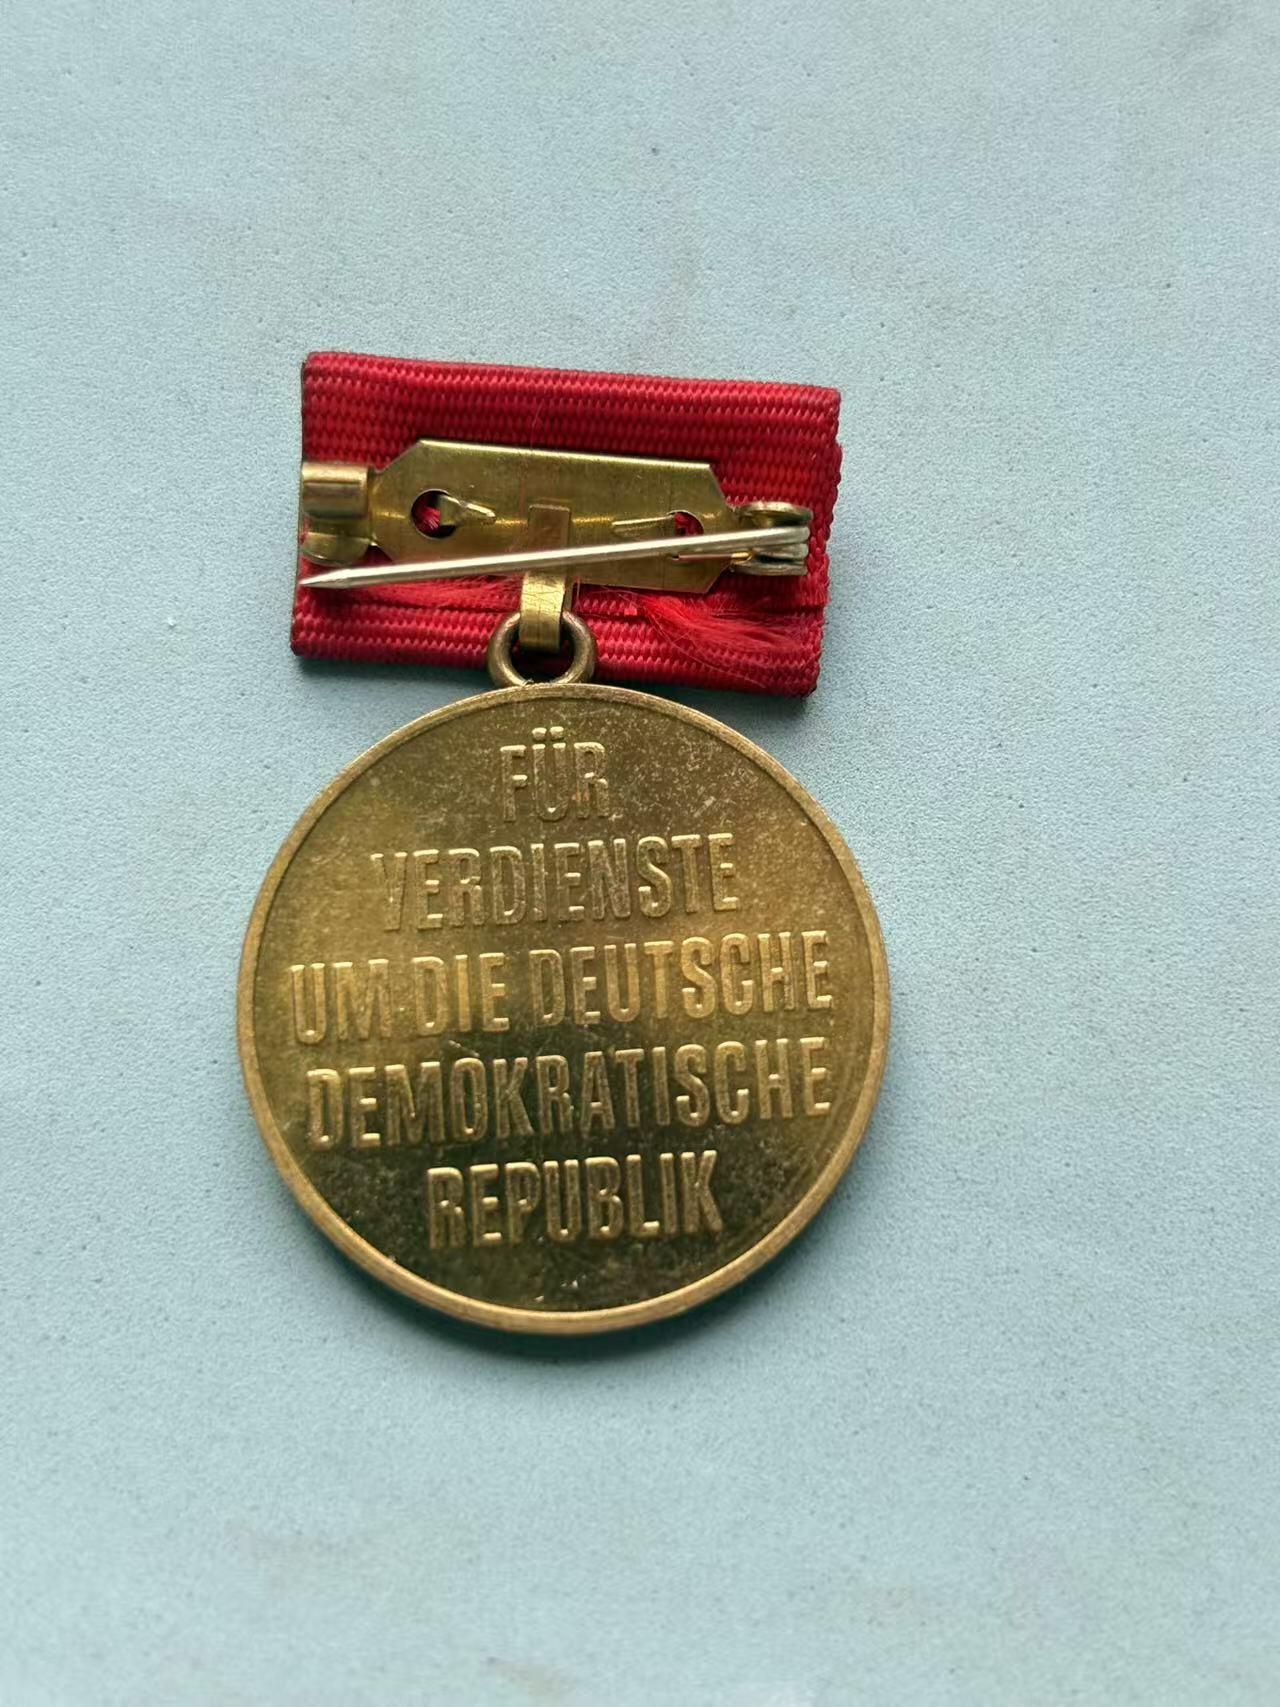 FÜR
VERDIENSTE
UM DIE DEUTSCHE
DEMOKRATISCHE
REPUBLIK